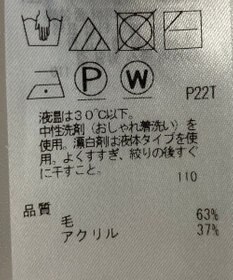 P
W
P22T
液温は30℃以下。
中性洗剤（おしゃれ着洗い）を
使用。漂白剤は液体タイプを使
用。よくすすぎ、絞りの後すぐ
に干すこと。
110
品質
毛 63%
アクリル 37%